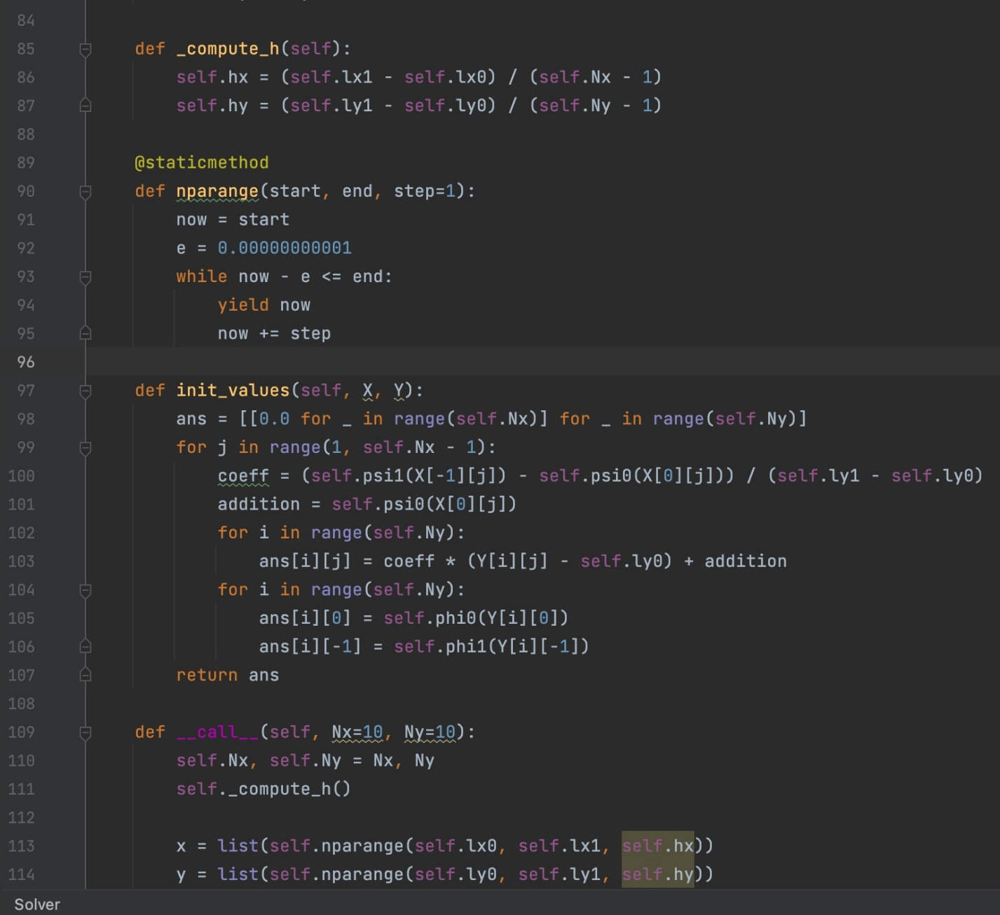 84
85 def _compute_h(self):
86 self.hx = (self.lx1 - self.lx0) / (self.Nx - 1)
87 self.hy = (self.ly1 - self.ly0) / (self.Ny - 1)
88
89 @staticmethod
90 def nparange(start, end, step=1):
91 now = start
92 e = 0.00000000001
93 while now - e <= end:
94 yield now
95 now += step
96
97 def init_values(self, X, Y):
98 ans = [[0.0 for _ in range(self.Nx)] for _ in range(self.Ny)]
99 for j in range(1, self.Nx - 1):
100 coeff = (self.psi1(X[-1][j]) - self.psi0(X[0][j])) / (self.ly1 - self.ly0)
101 addition = self.psi0(X[0][j])
102 for i in range(self.Ny):
103 ans[i][j] = coeff * (Y[i][j] - self.ly0) + addition
104 for i in range(self.Ny):
105 ans[i][0] = self.phi0(Y[i][0])
106 ans[i][-1] = self.phi1(Y[i][-1])
107 return ans
108
109 def __call__(self, Nx=10, Ny=10):
110 self.Nx, self.Ny = Nx, Ny
111 self._compute_h()
112
113 x = list(self.nparange(self.lx0, self.lx1, self.hx))
114 y = list(self.nparange(self.ly0, self.ly1, self.hy))
Solver